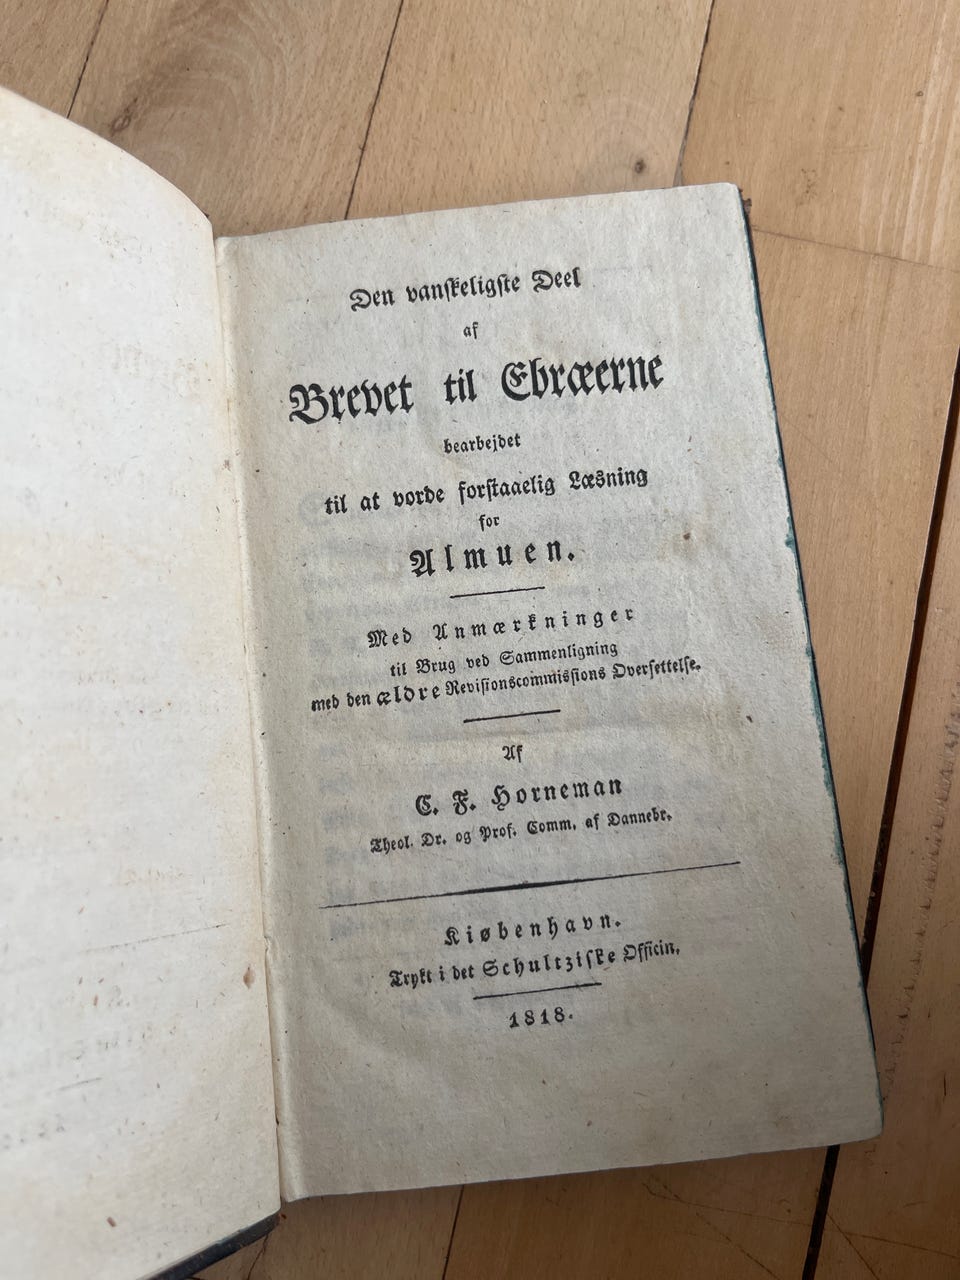 Den vanskeligste Deel
af
Brevet til Ebræerne
bearbejdet
til at vorde forstaaelig Læsning
for
Almuen.
Med Anmærkninger
til Brug ved Sammenligning
med den ældre Revisionscommissions Oversettelse.
Af
C. F. Horneman
Theol. Dr. og Prof. Comm. af Dannebr.
Kiøbenhavn.
Trykt i det Schultziske Officin,
1818.